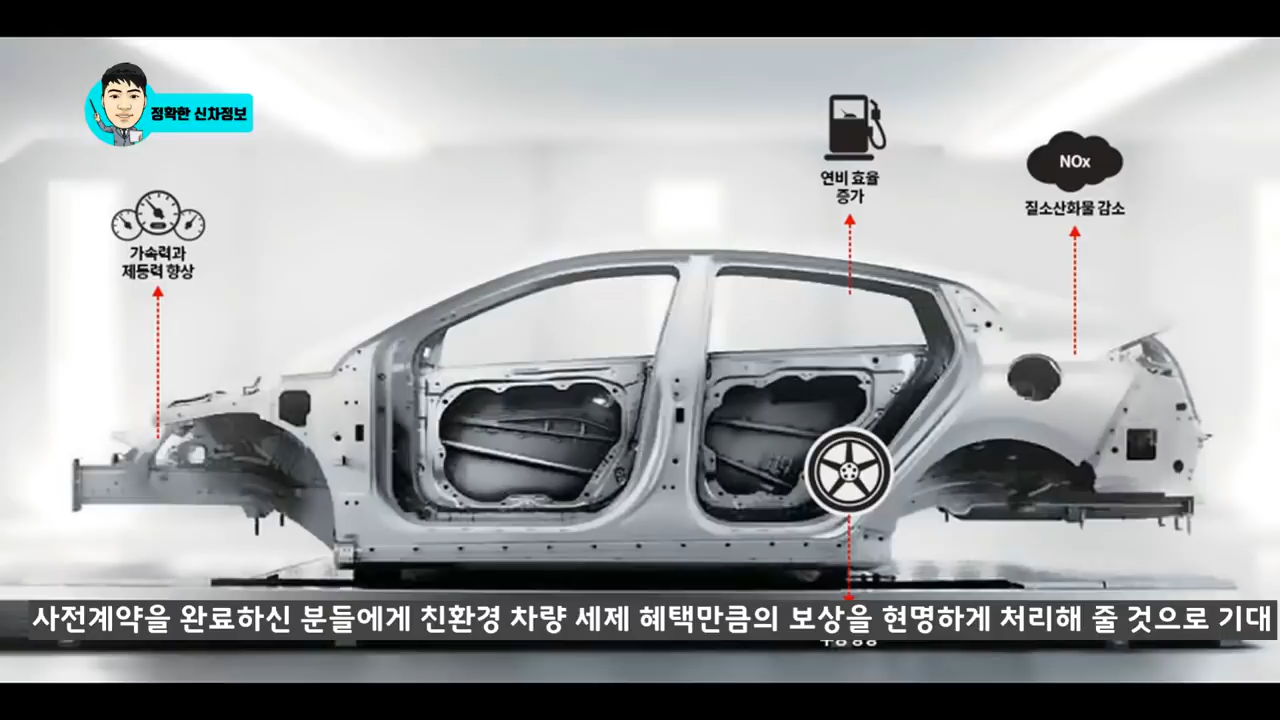 정확한 신차정보
연비 효율
증가
NOx
질소산화물 감소
가속력과
제동력 향상
사전계약을 완료하신 분들에게 친환경 차량 세제 혜택만큼의 보상을 현명하게 처리해 줄 것으로 기대